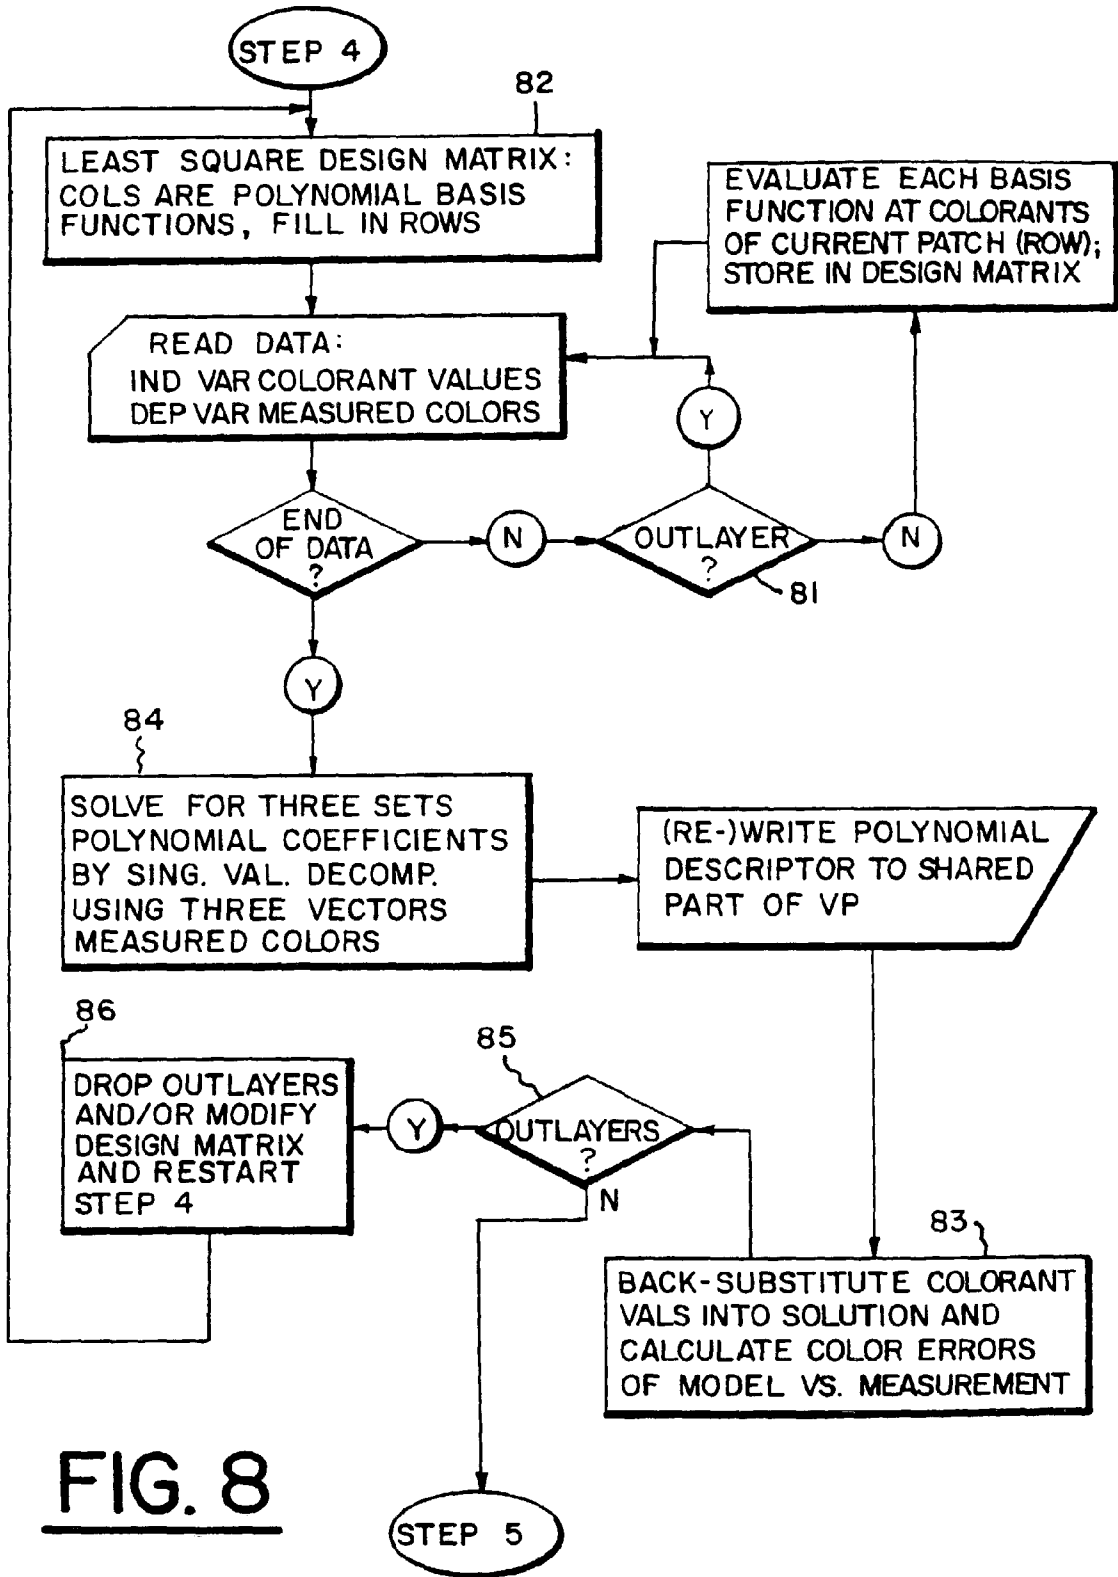 STEP 4
82
LEAST SQUARE DESIGN MATRIX:
COLS ARE POLYNOMIAL BASIS
FUNCTIONS, FILL IN ROWS
EVALUATE EACH BASIS
FUNCTION AT COLORANTS
OF CURRENT PATCH (ROW);
STORE IN DESIGN MATRIX
READ DATA:
IND VAR COLORANT VALUES
DEP VAR MEASURED COLORS
Y
END
OF DATA
?
N
OUTLAYER
?
N
81
Y
84
SOLVE FOR THREE SETS
POLYNOMIAL COEFFICIENTS
BY SING. VAL. DECOMP.
USING THREE VECTORS
MEASURED COLORS
(RE-)WRITE POLYNOMIAL
DESCRIPTOR TO SHARED
PART OF VP
86
DROP OUTLAYERS
AND/OR MODIFY
DESIGN MATRIX
AND RESTART
STEP 4
Y
85
OUTLAYERS
?
N
83
BACK-SUBSTITUTE COLORANT
VALS INTO SOLUTION AND
CALCULATE COLOR ERRORS
OF MODEL VS. MEASUREMENT
FIG. 8
STEP 5